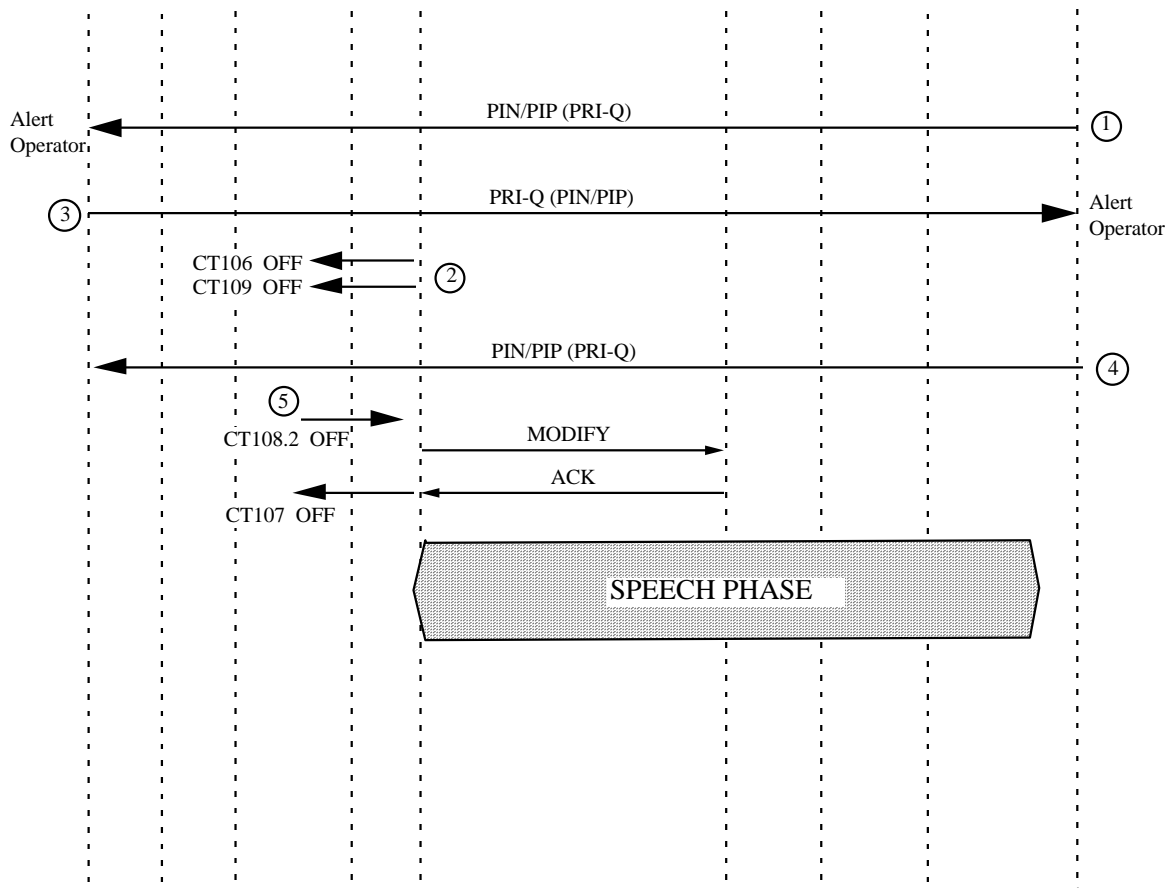 PIN/PIP (PRI-Q)
Alert
Operator
1
PRI-Q (PIN/PIP)
3
Alert
Operator
CT106 OFF
2
CT109 OFF
PIN/PIP (PRI-Q)
4
5
CT108.2 OFF
MODIFY
ACK
CT107 OFF
SPEECH PHASE